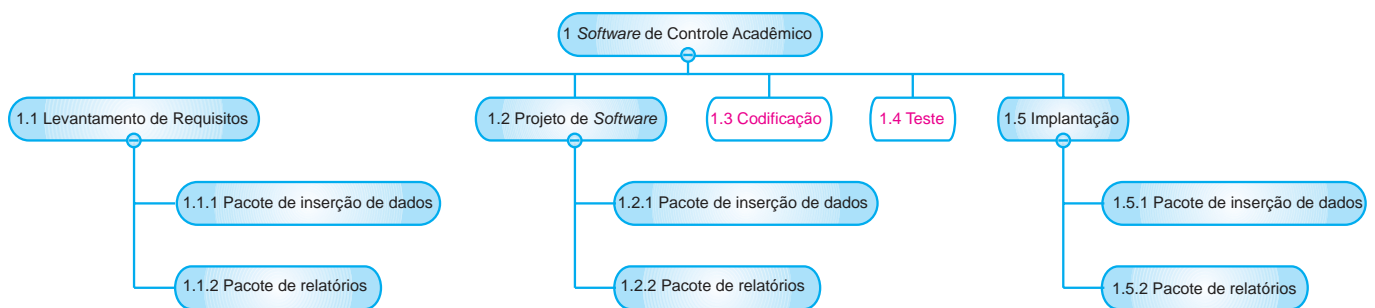 1 Software de Controle Acadêmico
1.1 Levantamento de Requisitos
1.2 Projeto de Software
1.3 Codificação
1.4 Teste
1.5 Implantação
1.1.1 Pacote de inserção de dados
1.2.1 Pacote de inserção de dados
1.5.1 Pacote de inserção de dados
1.1.2 Pacote de relatórios
1.2.2 Pacote de relatórios
1.5.2 Pacote de relatórios